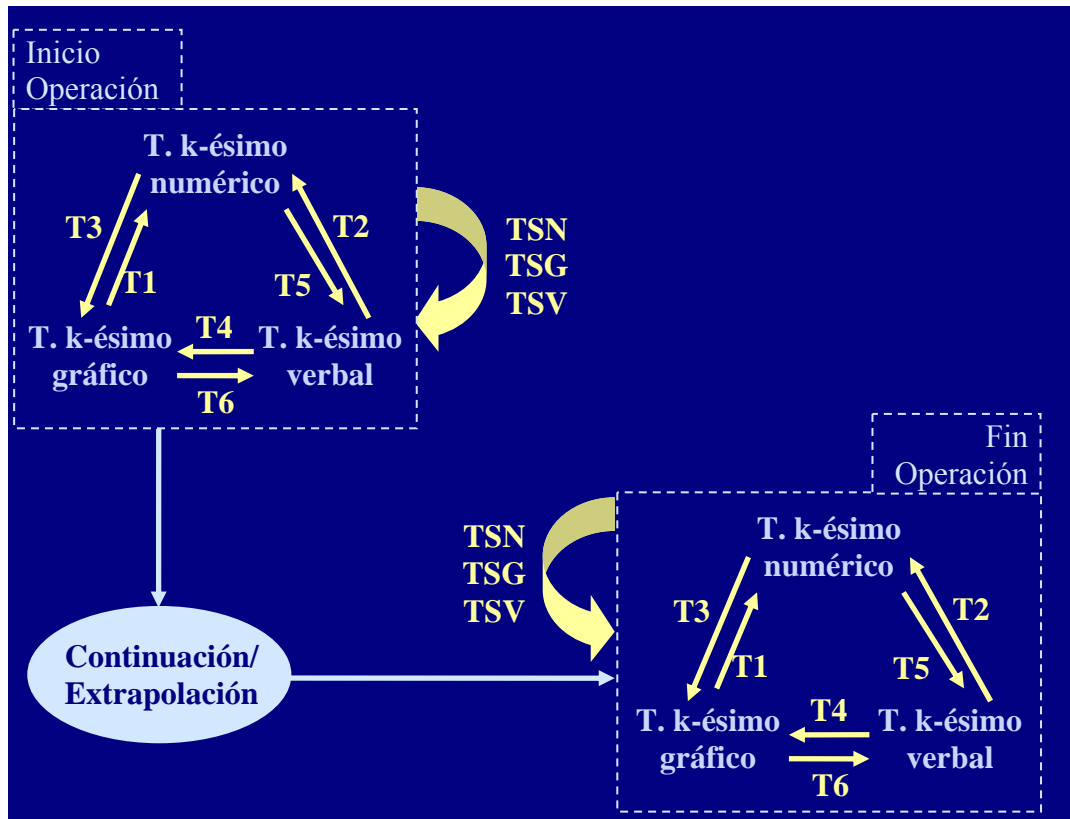 Inicio
Operación
T. k-ésimo
numérico
T3
T2
T1
T5
T. k-ésimo
gráfico
T4
T. k-ésimo
verbal
T6
TSN
TSG
TSV
Continuación/
Extrapolación
Fin
Operación
TSN
TSG
TSV
T. k-ésimo
numérico
T3
T2
T1
T5
T. k-ésimo
gráfico
T4
T. k-ésimo
verbal
T6